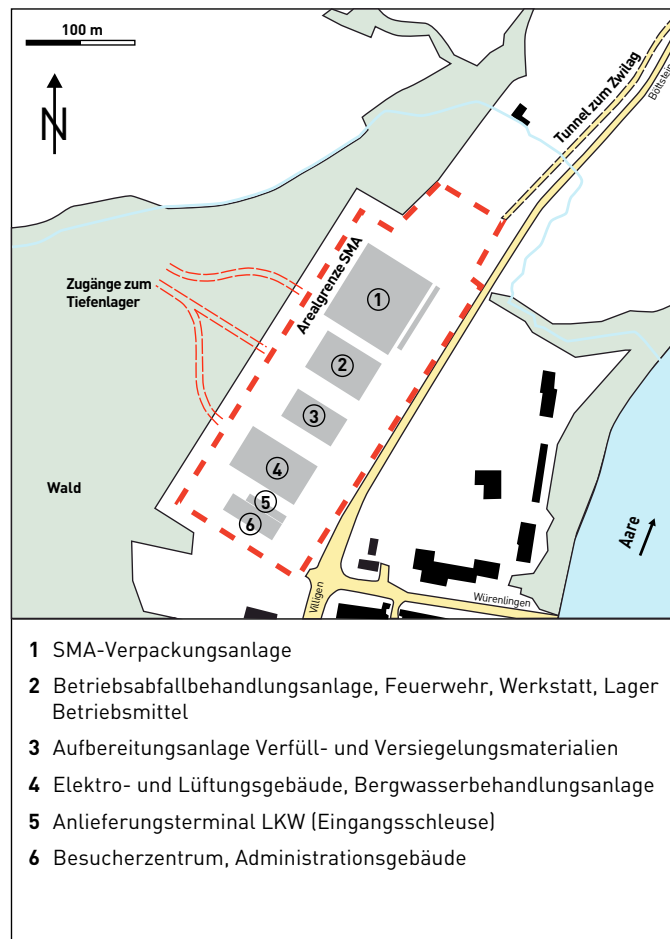 100 m
N
Tunnel zum Zwilag
Böttstein
Zugänge zum
Tiefenlager
Arealgrenze SMA
1
2
3
4
5
6
Wald
Aare
Villigen
Würenlingen
1 SMA-Verpackungsanlage
2 Betriebsabfallbehandlungsanlage, Feuerwehr, Werkstatt, Lager
Betriebsmittel
3 Aufbereitungsanlage Verfüll- und Versiegelungsmaterialien
4 Elektro- und Lüftungsgebäude, Bergwasserbehandlungsanlage
5 Anlieferungsterminal LKW (Eingangsschleuse)
6 Besucherzentrum, Administrationsgebäude